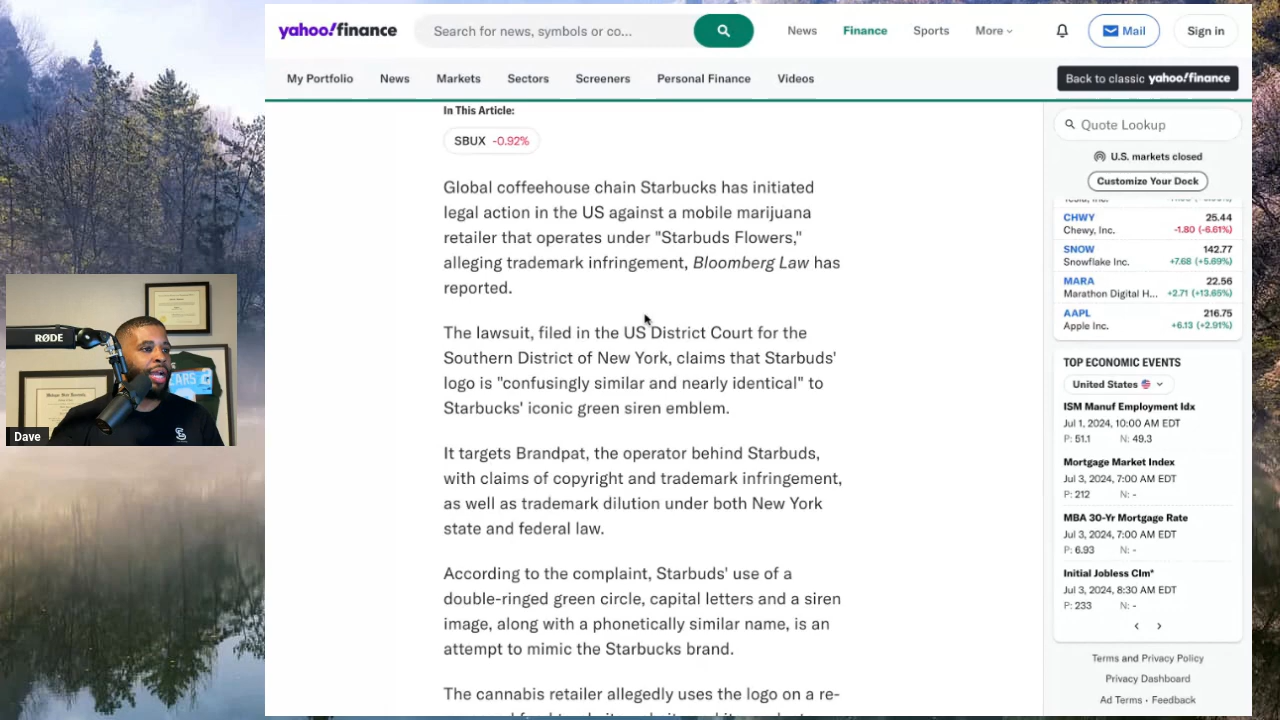 yahoo!finance
Search for news, symbols or co...
News
Finance
Sports
More
Mail
Sign in
My Portfolio
News
Markets
Sectors
Screeners
Personal Finance
Videos
Back to classic yahoo!finance
In This Article:
SBUX -0.92%
Global coffeehouse chain Starbucks has initiated
legal action in the US against a mobile marijuana
retailer that operates under "Starbuds Flowers,"
alleging trademark infringement, Bloomberg Law has
reported.
The lawsuit, filed in the US District Court for the
Southern District of New York, claims that Starbuds'
logo is "confusingly similar and nearly identical" to
Starbucks' iconic green siren emblem.
It targets Brandpat, the operator behind Starbuds,
with claims of copyright and trademark infringement,
as well as trademark dilution under both New York
state and federal law.
According to the complaint, Starbuds' use of a
double-ringed green circle, capital letters and a siren
image, along with a phonetically similar name, is an
attempt to mimic the Starbucks brand.
The cannabis retailer allegedly uses the logo on a re-
Quote Lookup
U.S. markets closed
Customize Your Dock
CHWY 25.44
Chewy, Inc. -1.80 (-6.61%)
SNOW 142.77
Snowflake Inc. +7.68 (+5.69%)
MARA 22.56
Marathon Digital H... +2.71 (+13.65%)
AAPL 216.75
Apple Inc. +6.13 (+2.91%)
TOP ECONOMIC EVENTS
United States
ISM Manuf Employment Idx
Jul 1, 2024, 10:00 AM EDT
P: 51.1 N: 49.3
Mortgage Market Index
Jul 3, 2024, 7:00 AM EDT
P: 212 N: -
MBA 30-Yr Mortgage Rate
Jul 3, 2024, 7:00 AM EDT
P: 6.93 N: -
Initial Jobless Clm*
Jul 3, 2024, 8:30 AM EDT
P: 233 N: -
Terms and Privacy Policy
Privacy Dashboard
Ad Terms • Feedback
RØDE
Dave